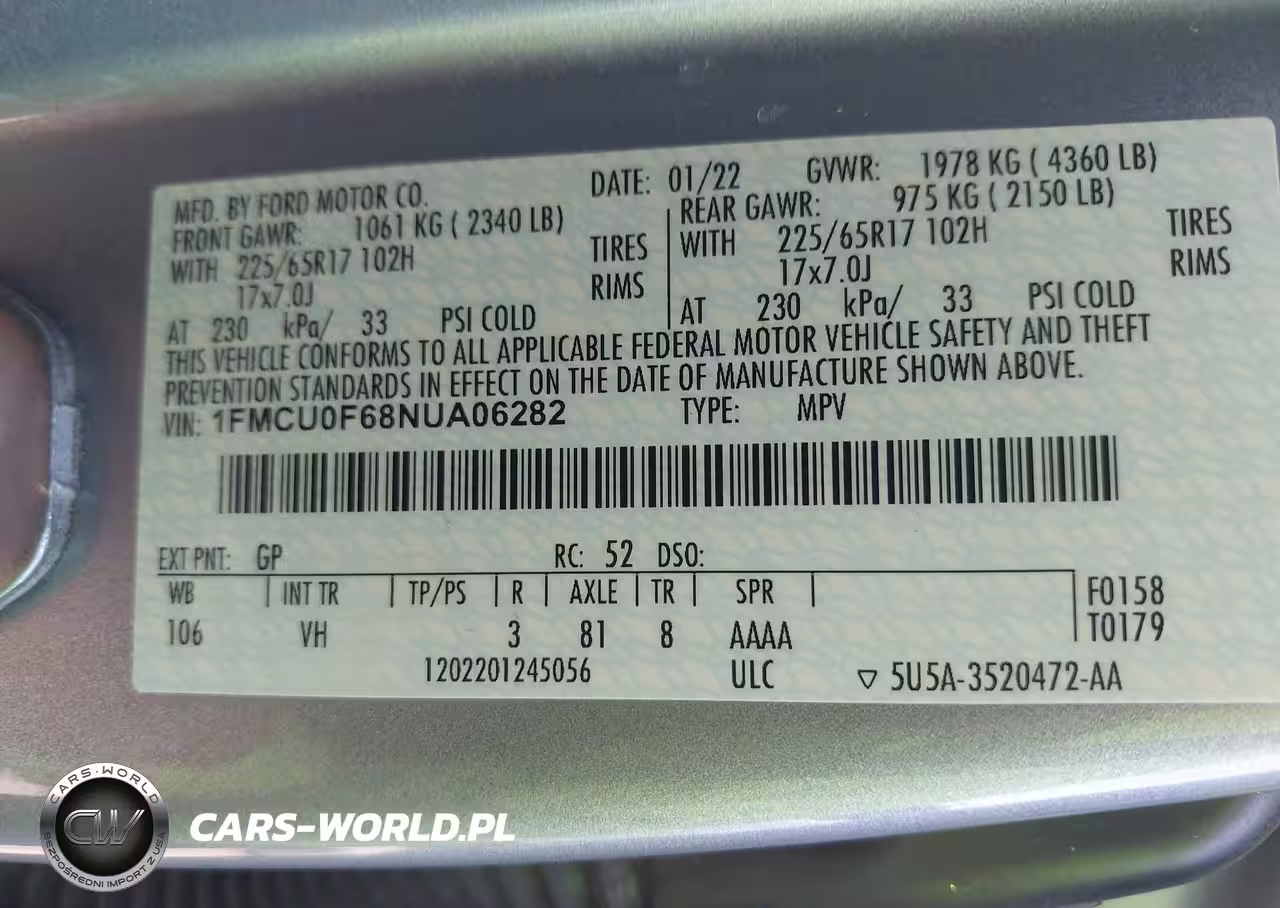 MFD. BY FORD MOTOR CO. DATE: 01/22 GVWR: 1978 KG ( 4360 LB)
FRONT GAWR: 1061 KG ( 2340 LB) REAR GAWR: 975 KG ( 2150 LB)
WITH 225/65R17 102H TIRES WITH 225/65R17 102H TIRES
17x7.0J RIMS 17x7.0J RIMS
AT 230 kPa/ 33 PSI COLD AT 230 kPa/ 33 PSI COLD
THIS VEHICLE CONFORMS TO ALL APPLICABLE FEDERAL MOTOR VEHICLE SAFETY AND THEFT
PREVENTION STANDARDS IN EFFECT ON THE DATE OF MANUFACTURE SHOWN ABOVE.
VIN: 1FMCU0F68NUA06282 TYPE: MPV
EXT PNT: GP RC: 52 DSO:
WB INT TR TP/PS R AXLE TR SPR F0158
106 VH 3 81 8 AAAA T0179
1202201245056 ULC ▽ 5U5A-3520472-AA
CARS-WORLD
CW
BEZPOŚREDNI IMPORT Z USA
CARS-WORLD.PL